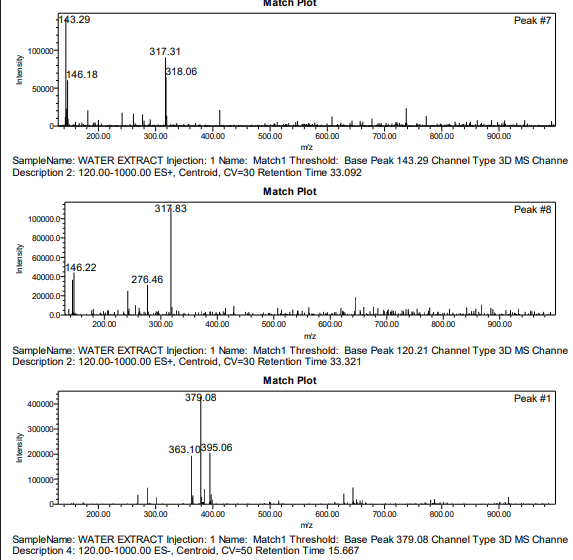 Match Plot
143.29
Peak #7
317.31
100000
146.18
318.06
Intensity
50000
0
200.00 300.00 400.00 500.00 600.00 700.00 800.00 900.00
m/z
SampleName: WATER EXTRACT Injection: 1 Name: Match1 Threshold: Base Peak 143.29 Channel Type 3D MS Channe
Description 2: 120.00-1000.00 ES+, Centroid, CV=30 Retention Time 33.092
Match Plot
317.83
Peak #8
100000.0
80000.0
60000.0
Intensity
146.22
40000.0
276.46
20000.0
0.0
200.00 300.00 400.00 500.00 600.00 700.00 800.00 900.00
m/z
SampleName: WATER EXTRACT Injection: 1 Name: Match1 Threshold: Base Peak 120.21 Channel Type 3D MS Channe
Description 2: 120.00-1000.00 ES+, Centroid, CV=30 Retention Time 33.321
Match Plot
379.08
Peak #1
400000
300000
Intensity
363.10
395.06
200000
100000
0
200.00 300.00 400.00 500.00 600.00 700.00 800.00 900.00
m/z
SampleName: WATER EXTRACT Injection: 1 Name: Match1 Threshold: Base Peak 379.08 Channel Type 3D MS Channe
Description 4: 120.00-1000.00 ES-, Centroid, CV=50 Retention Time 15.667